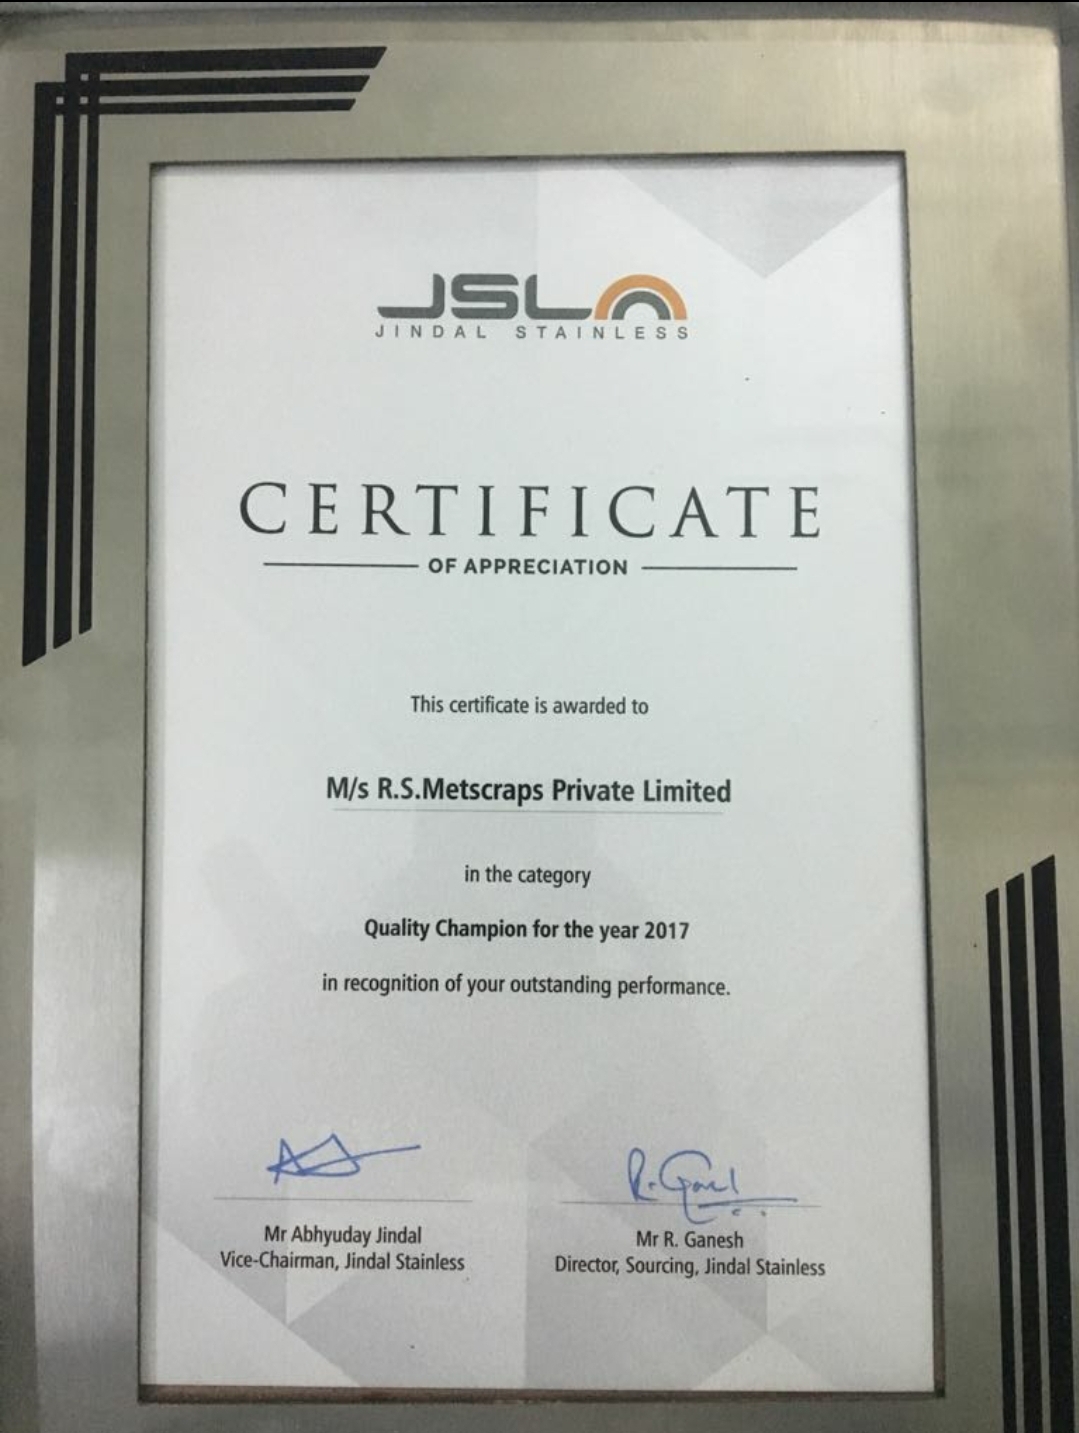 JSL
JINDAL STAINLESS
CERTIFICATE
OF APPRECIATION
This certificate is awarded to
M/s R.S.Metscraps Private Limited
in the category
Quality Champion for the year 2017
in recognition of your outstanding performance.
Mr Abhyuday Jindal
Vice-Chairman, Jindal Stainless
Mr R. Ganesh
Director, Sourcing, Jindal Stainless